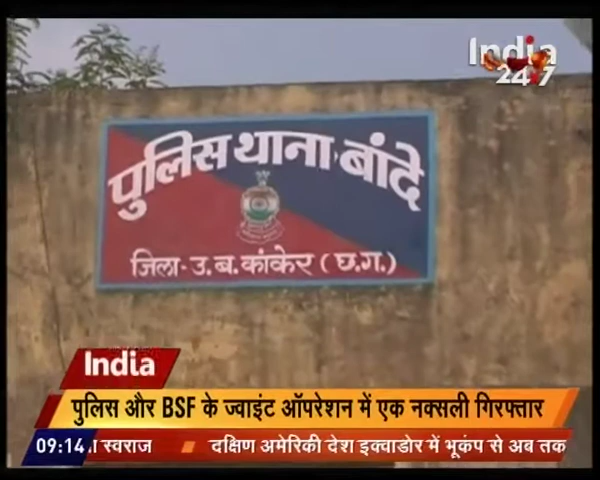 India
24x7
पुलिस थाना बांदे
जिला-उ.ब.कांकेर (छ.ग.)
India
पुलिस और BSF के ज्वाइंट ऑपरेशन में एक नक्सली गिरफ्तार
09:14 स्वराज दक्षिण अमेरिकी देश इक्वाडोर में भूकंप से अब तक